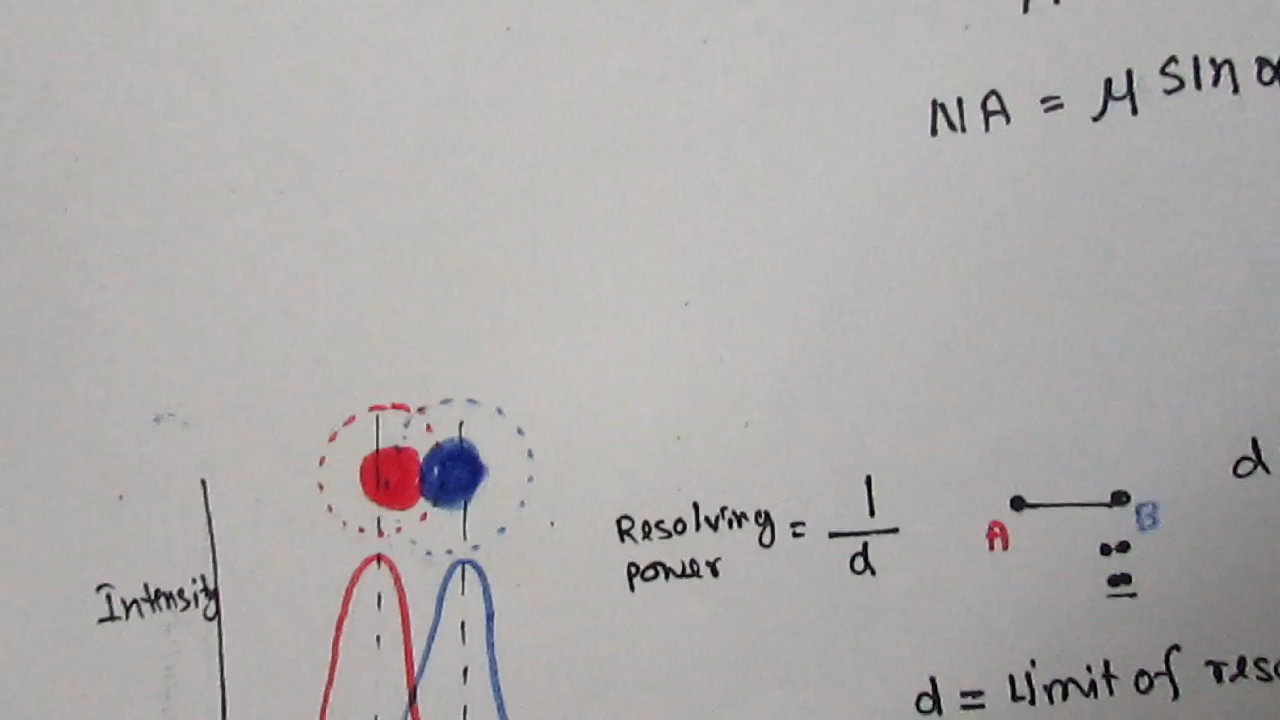 NA = μ sin α
d
Resolving power = 1/d
A B
Intensity
d = Limit of